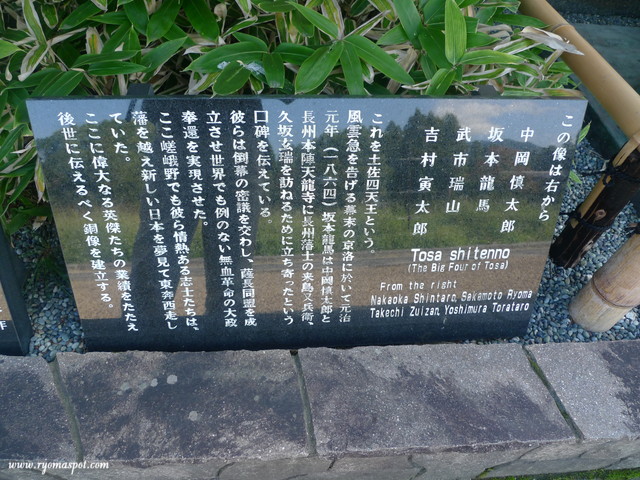 この像は右から
中岡慎太郎
坂本龍馬
武市瑞山
吉村寅太郎
Tosa shitenno
(The Big Four of Tosa)
From the right
Nakaoka Shintaro, Sakamoto Ryoma
Takechi Zuizan, Yoshimura Torataro
これを土佐四天王という。
風雲急を告げる幕末の京洛に於いて元治
元年（一八六四）坂本龍馬は中岡慎太郎と
長州本陣天龍寺に長州藩士の来島又兵衛、
久坂玄瑞を訪ねるために立ち寄ったという
口碑を伝えている。
彼らは倒幕の密議を交わし、薩長同盟を成
立させ世界でも例のない無血革命の大政
奉還を実現させた。
ここ嵯峨野でも彼ら情熱ある志士たちは、
藩を越え新しい日本を夢見て東奔西走し
ていた。
ここに偉大なる英傑たちの業績をたたえ
後世に伝えるべく銅像を建立する。
www.ryomaspot.com